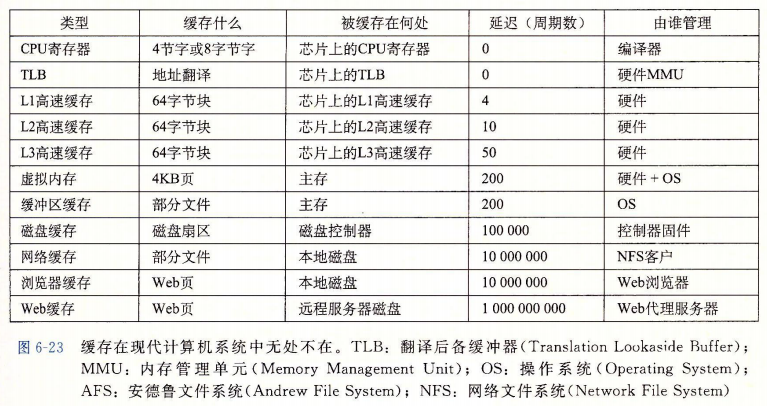 类型 缓存什么 被缓存在何处 延迟（周期数） 由谁管理
CPU寄存器 4节字或8字节字 芯片上的CPU寄存器 0 编译器
TLB 地址翻译 芯片上的TLB 0 硬件MMU
L1高速缓存 64字节块 芯片上的L1高速缓存 4 硬件
L2高速缓存 64字节块 芯片上的L2高速缓存 10 硬件
L3高速缓存 64字节块 芯片上的L3高速缓存 50 硬件
虚拟内存 4KB页 主存 200 硬件 + OS
缓冲区缓存 部分文件 主存 200 OS
磁盘缓存 磁盘扇区 磁盘控制器 100 000 控制器固件
网络缓存 部分文件 本地磁盘 10 000 000 NFS客户
浏览器缓存 Web页 本地磁盘 10 000 000 Web浏览器
Web缓存 Web页 远程服务器磁盘 1 000 000 000 Web代理服务器
图 6-23 缓存在现代计算机系统中无处不在。TLB：翻译后备缓冲器(Translation Lookaside Buffer)；
MMU：内存管理单元(Memory Management Unit)；OS：操作系统(Operating System)；
AFS：安德鲁文件系统(Andrew File System)；NFS：网络文件系统(Network File System)